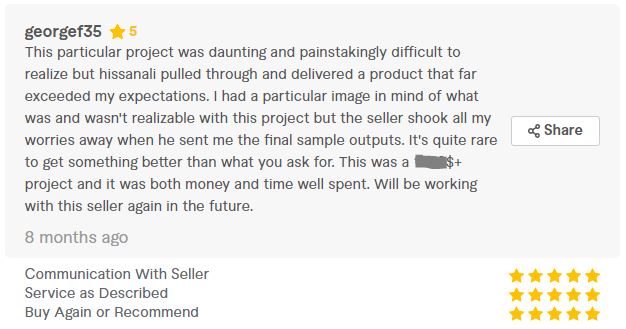 georgef35 ★ 5
This particular project was daunting and painstakingly difficult to
realize but hissanali pulled through and delivered a product that far
exceeded my expectations. I had a particular image in mind of what
was and wasn't realizable with this project but the seller shook all my
worries away when he sent me the final sample outputs. It's quite rare
to get something better than what you ask for. This was a $+
project and it was both money and time well spent. Will be working
with this seller again in the future.
Share
8 months ago
Communication With Seller
Service as Described
Buy Again or Recommend